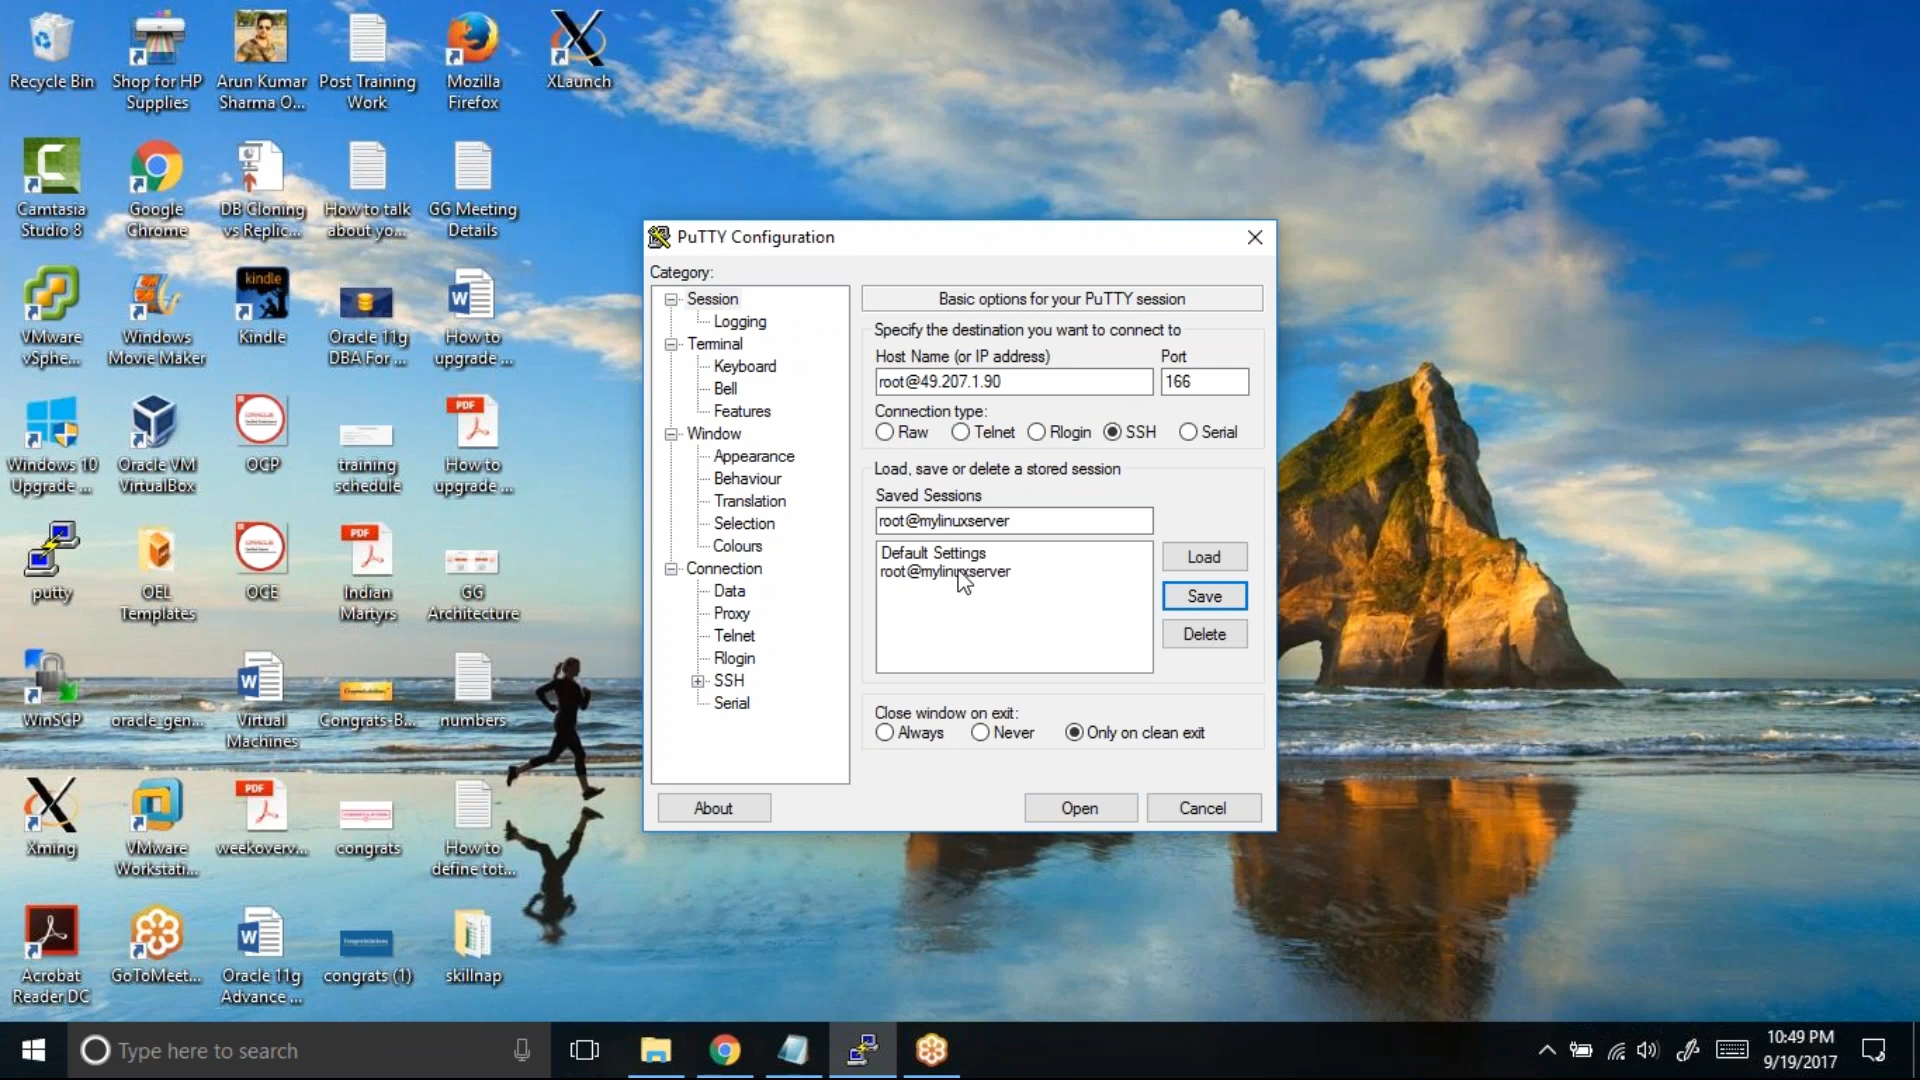 Recycle Bin
Shop for HP
Supplies
Arun Kumar
Sharma O...
Post Training
Work
Mozilla
Firefox
XLaunch
Camtasia
Studio 8
Google
Chrome
DB Cloning
vs Replic...
How to talk
about yo...
GG Meeting
Details
VMware
vSphe...
Windows
Movie Maker
kindle
Kindle
Oracle 11g
DBA For ...
How to
upgrade ...
Windows 10
Upgrade ...
Oracle VM
VirtualBox
OCP
training
schedule
PDF
How to
upgrade ...
putty
OEL
Templates
OCE
PDF
Indian
Martyrs
GG
Architecture
WinSCP
oracle_gen...
Virtual
Machines
Congrats-B...
numbers
Xming
VMware
Workstati...
PDF
weekoverv...
congrats
How to
define tot...
Acrobat
Reader DC
GoToMeet...
Oracle 11g
Advance ...
congrats (1)
skillnap
PuTTY Configuration
Category:
Session
Logging
Terminal
Keyboard
Bell
Features
Window
Appearance
Behaviour
Translation
Selection
Colours
Connection
Data
Proxy
Telnet
Rlogin
SSH
Serial
Basic options for your PuTTY session
Specify the destination you want to connect to
Host Name (or IP address) Port
root@49.207.1.90 166
Connection type:
Raw Telnet Rlogin SSH Serial
Load, save or delete a stored session
Saved Sessions
root@mylinuxserver
Default Settings
root@mylinuxserver
Load
Save
Delete
Close window on exit:
Always Never Only on clean exit
About Open Cancel
Type here to search
10:49 PM
9/19/2017